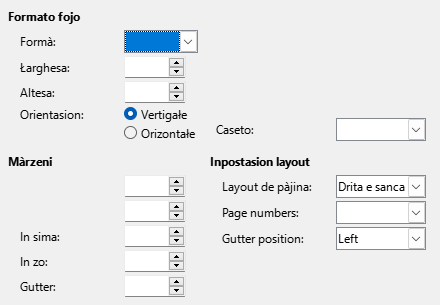 Formato fojo
Formà:
Łarghesa:
Altesa:
Orientasion: Vertigałe
Orizontałe
Caseto:
Màrzeni
Inpostasion layout
Layout de pàjina: Drita e sanca
Page numbers:
In sima:
Gutter position: Left
In zo:
Gutter: